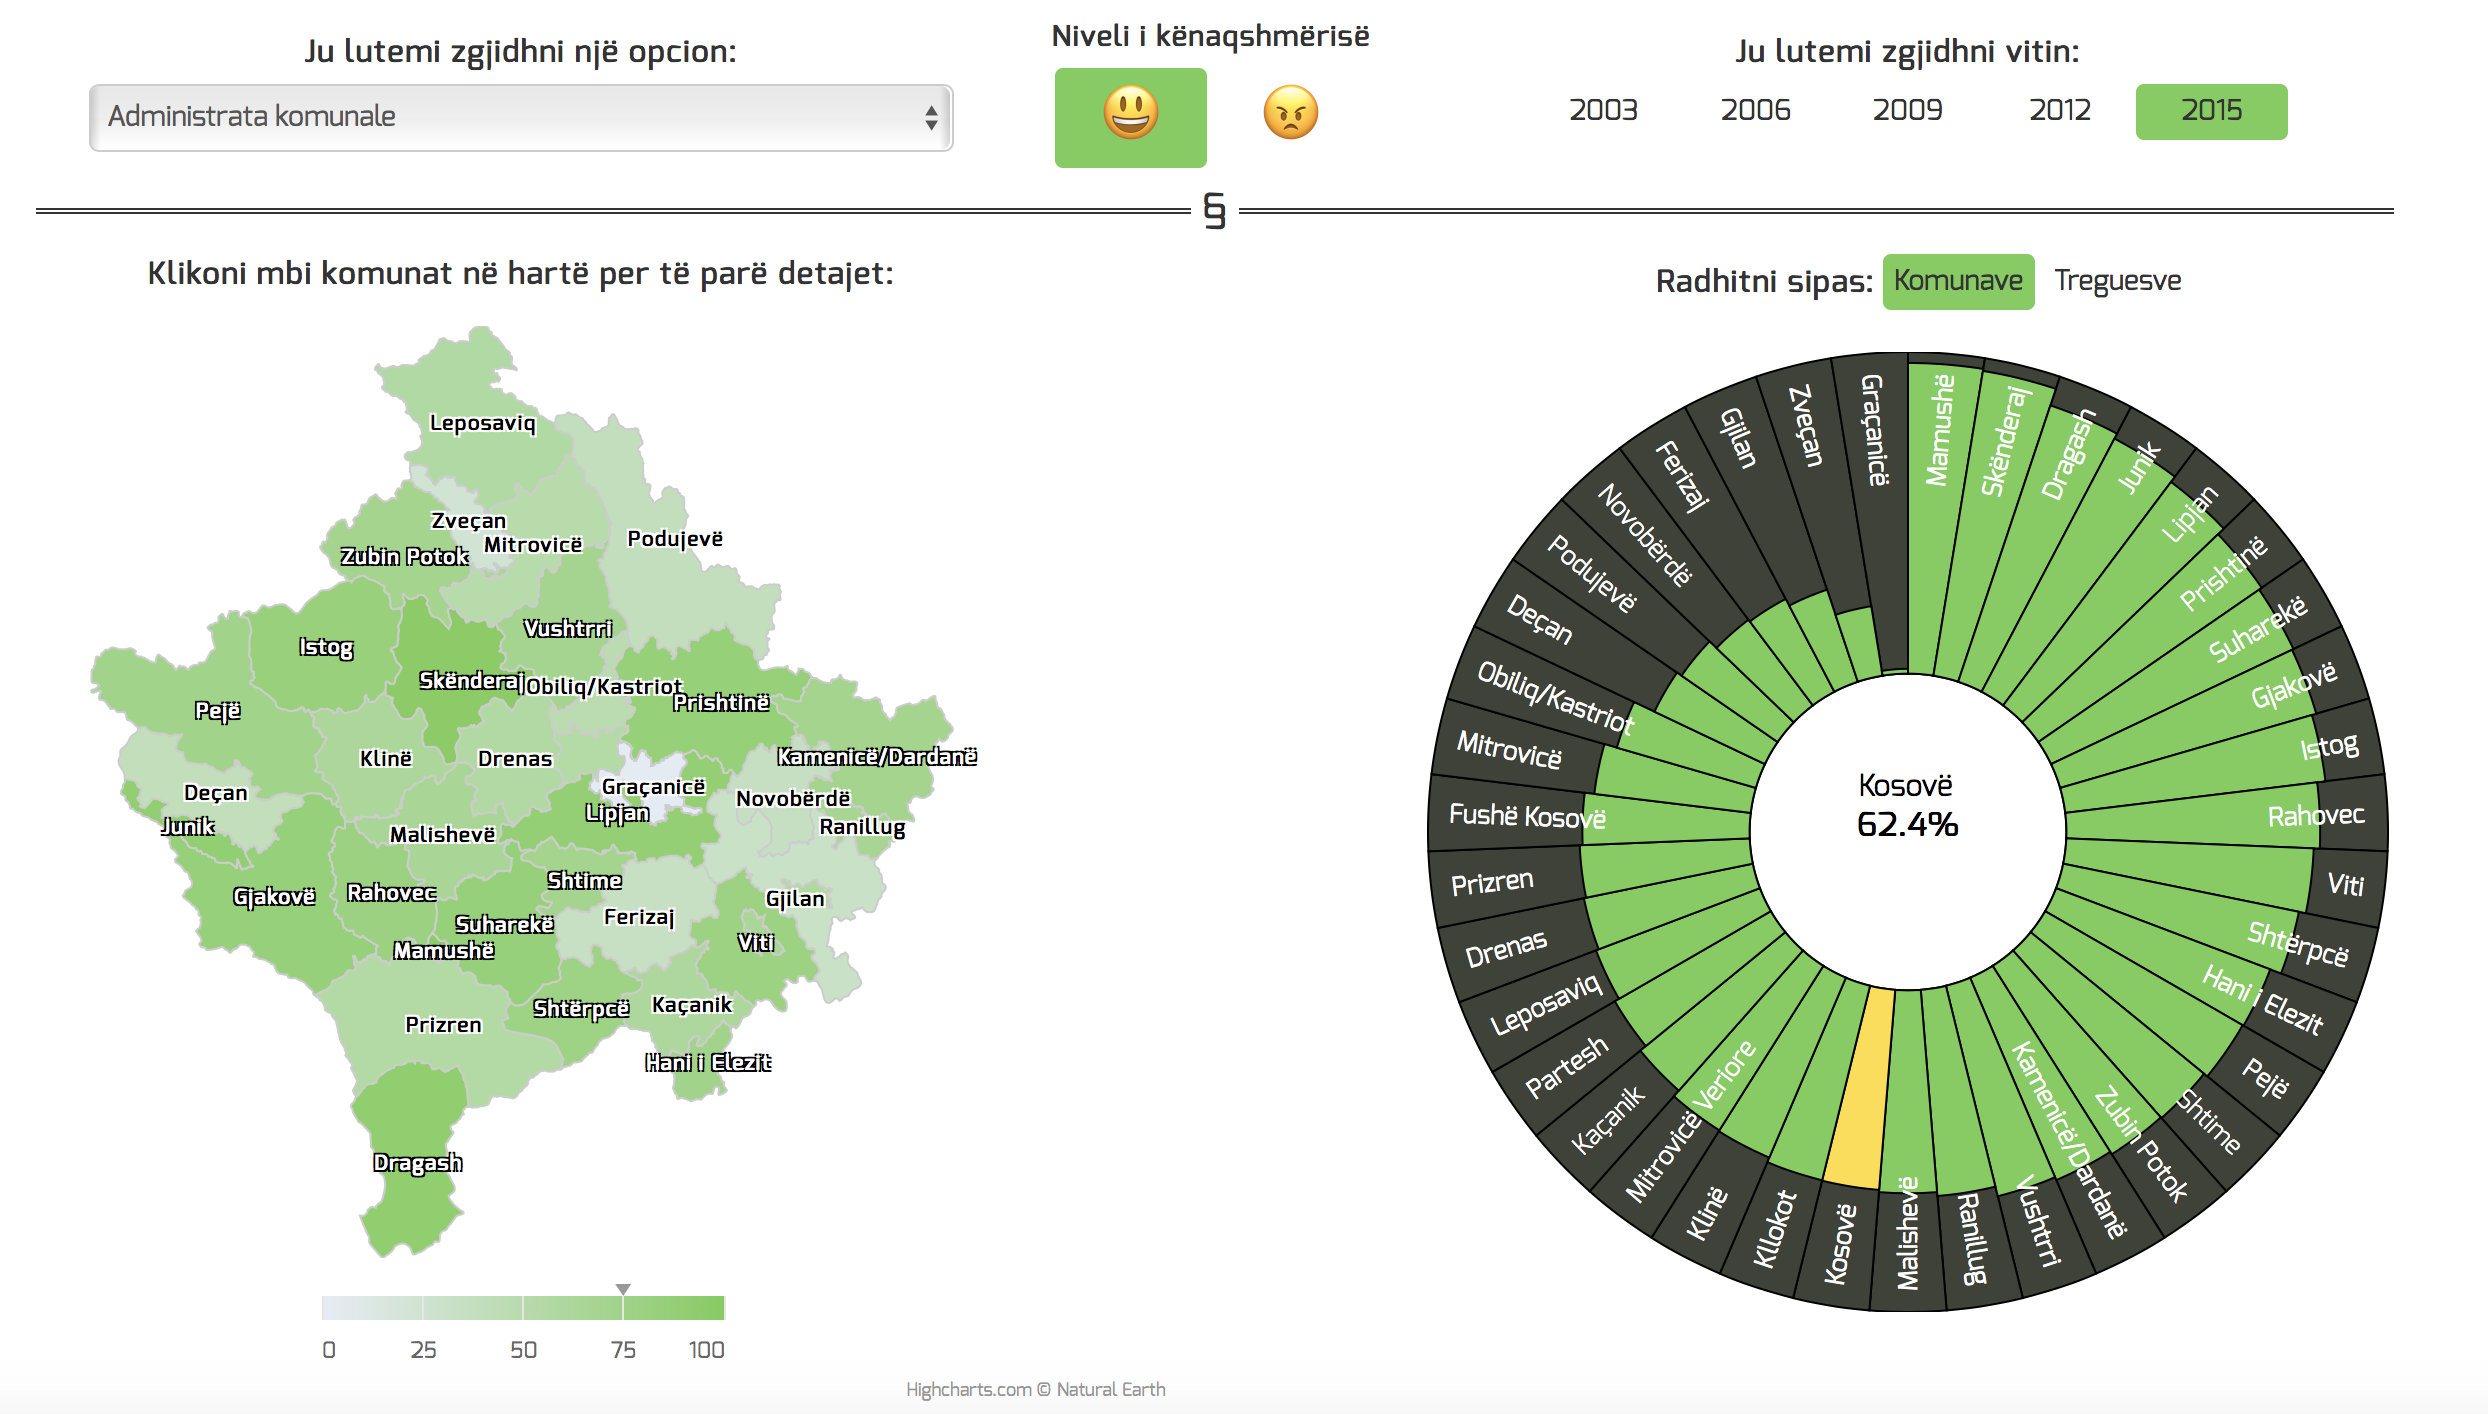 Ju lutemi zgjidhni një opcion:
Administrata komunale
Niveli i kënaqshmërisë
Ju lutemi zgjidhni vitin:
2003 2006 2009 2012 2015
§
Klikoni mbi komunat në hartë per të parë detajet:
Leposaviq
Zveçan
Mitrovicë
Podujevë
Zubin Potok
Vushtrri
Istog
Skënderaj
Obiliq/Kastriot
Prishtinë
Pejë
Klinë
Drenas
Kamenicë/Dardanë
Graçanicë
Deçan
Novobërdë
Lipjan
Junik
Malishevë
Ranillug
Shtime
Gjakovë
Rahovec
Gjilan
Ferizaj
Suharekë
Viti
Mamushë
Shtërpcë
Kaçanik
Prizren
Hani i Elezit
Dragash
0 25 50 75 100
Radhitni sipas: Komunave Treguesve
Mamushë
Skënderaj
Dragash
Junik
Lipjan
Prishtinë
Suharekë
Gjakovë
Istog
Rahovec
Viti
Shtërpcë
Hani i Elezit
Pejë
Shtime
Zubin Potok
Kamenicë/Dardanë
Vushtrri
Ranillug
Malishevë
Kosovë
Kllokot
Klinë
Mitrovicë Veriore
Kaçanik
Partesh
Leposaviq
Drenas
Prizren
Fushë Kosovë
Mitrovicë
Obiliq/Kastriot
Deçan
Podujevë
Novobërdë
Ferizaj
Gjilan
Zveçan
Graçanicë
Kosovë
62.4%
Highcharts.com © Natural Earth